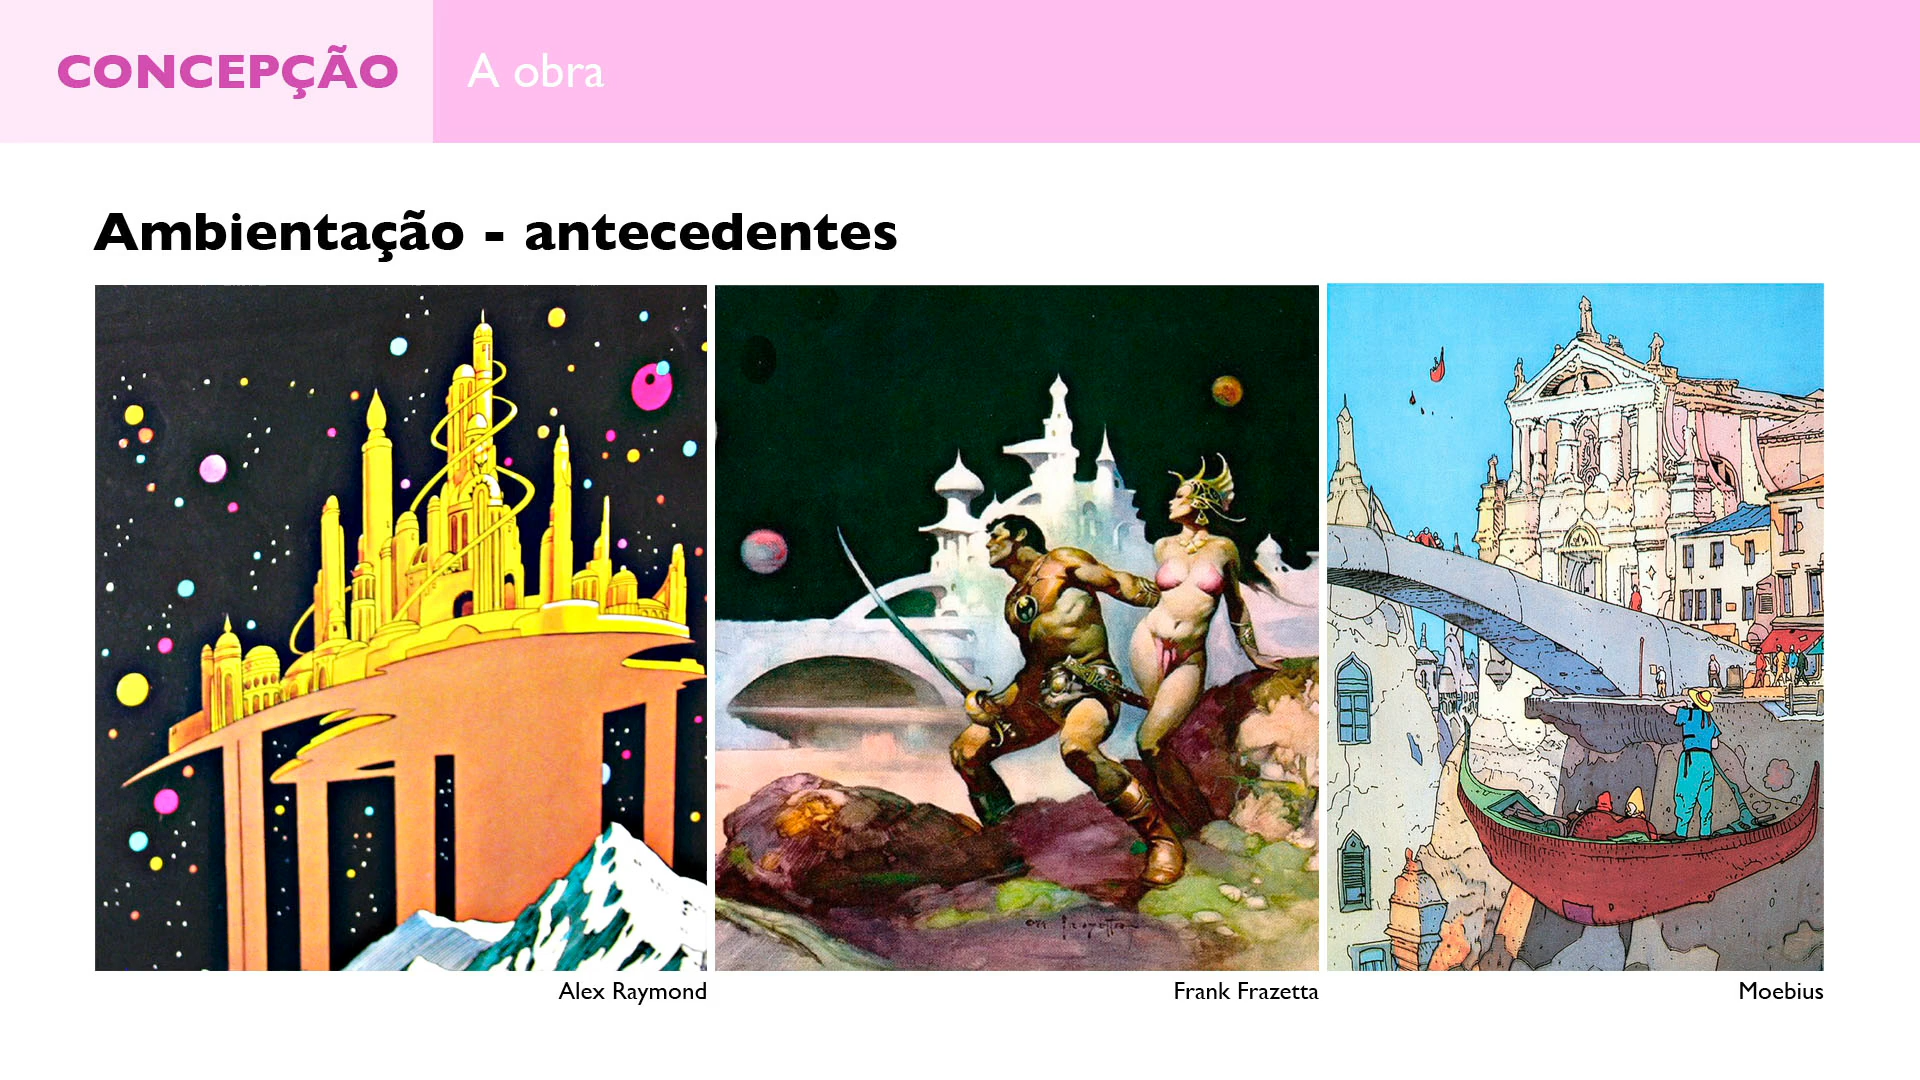 CONCEPÇÃO
A obra
Ambientação - antecedentes
Alex Raymond
Frank Frazetta
Moebius